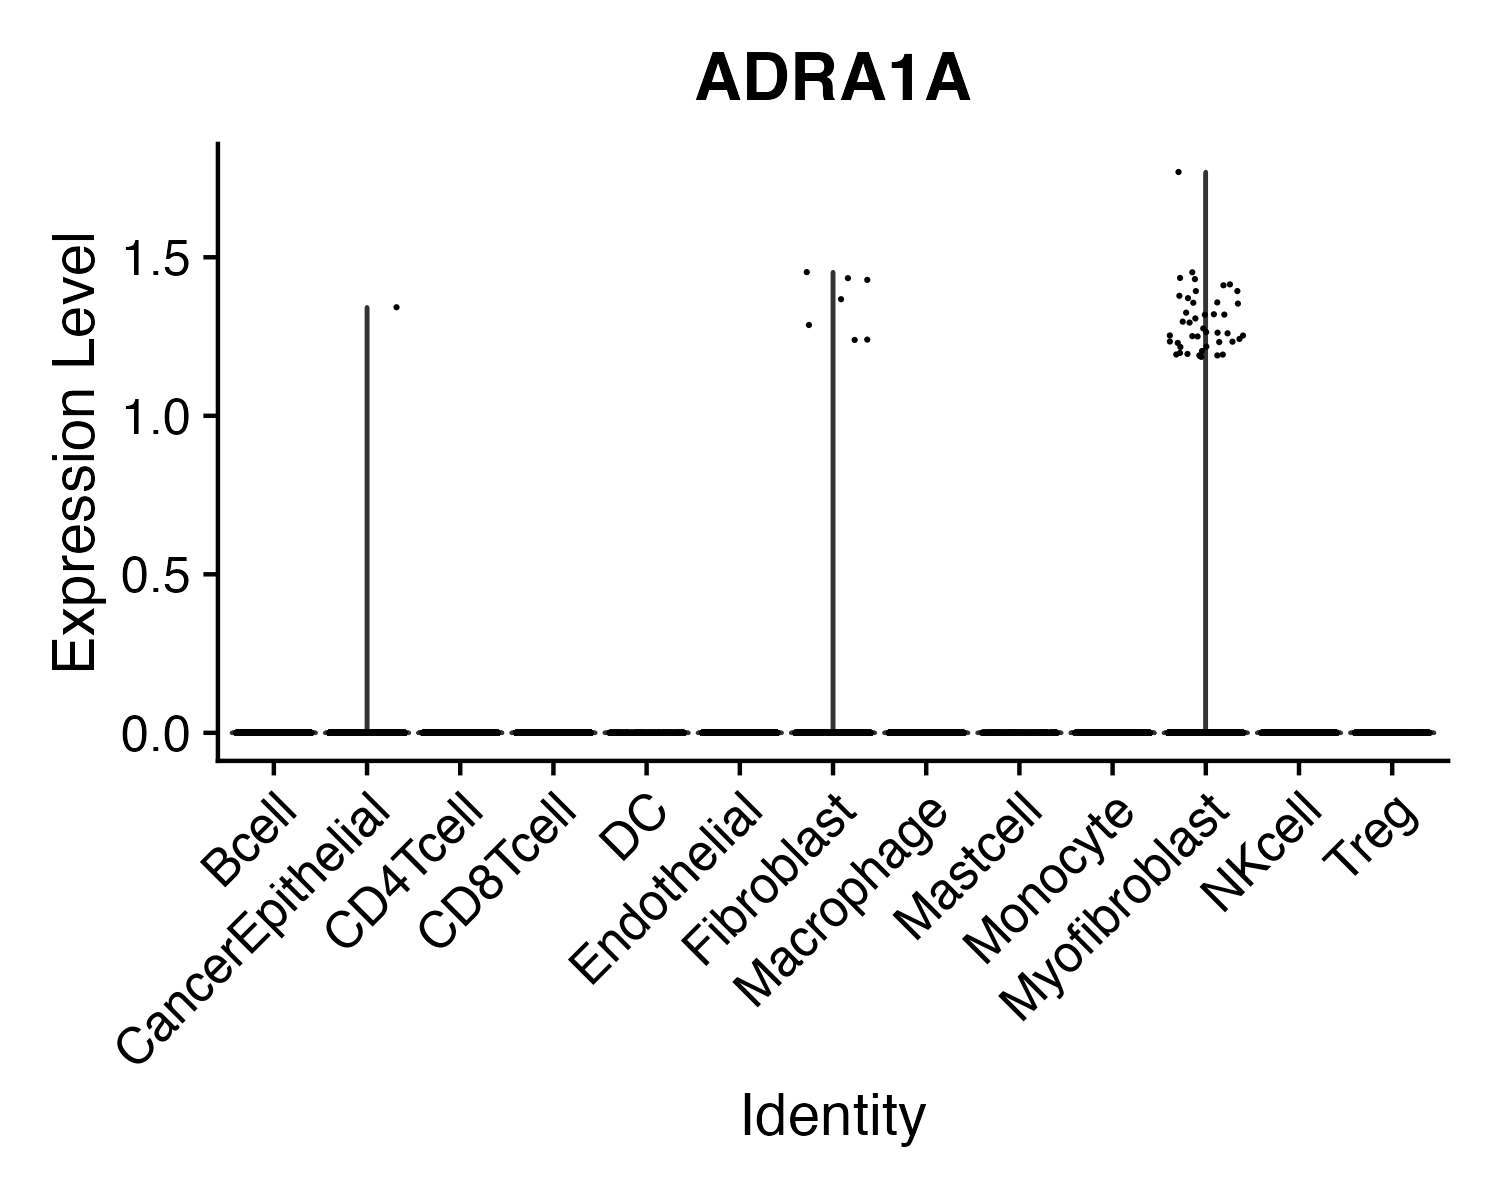 ADRA1A
Expression Level
1.5
1.0
0.5
0.0
Bcell
CancerEpithelial
CD4Tcell
CD8Tcell
DC
Endothelial
Fibroblast
Macrophage
Mastcell
Monocyte
Myofibroblast
NKcell
Treg
Identity